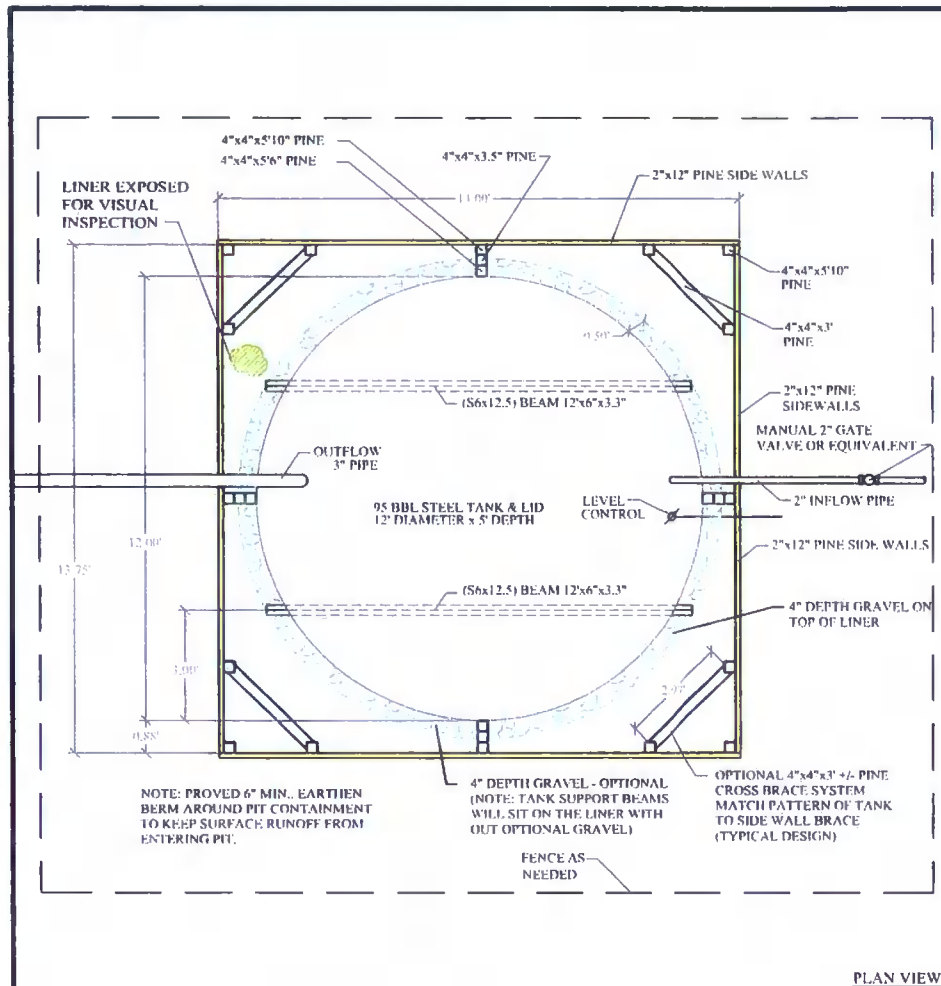 4"x4"x5'10" PINE
4"x4"x5'6" PINE
4"x4"x3.5" PINE
2"x12" PINE SIDE WALLS
LINER EXPOSED
FOR VISUAL
INSPECTION
4"x4"x5'10"
PINE
4"x4"x3'
PINE
0.50'
(S6x12.5) BEAM 12'x6"x3.3"
2"x12" PINE
SIDEWALLS
MANUAL 2" GATE
VALVE OR EQUIVALENT
OUTFLOW
3" PIPE
95 BBL STEEL TANK & LID
12' DIAMETER x 5' DEPTH
LEVEL
CONTROL
2" INFLOW PIPE
12.00'
13.75'
2"x12" PINE SIDE WALLS
(S6x12.5) BEAM 12'x6"x3.3"
4" DEPTH GRAVEL ON
TOP OF LINER
3.00'
2.97'
0.88'
NOTE: PROVED 6" MIN.. EARTHEN
BERM AROUND PIT CONTAINMENT
TO KEEP SURFACE RUNOFF FROM
ENTERING PIT.
4" DEPTH GRAVEL - OPTIONAL
(NOTE: TANK SUPPORT BEAMS
WILL SIT ON THE LINER WITH
OUT OPTIONAL GRAVEL)
OPTIONAL 4"x4"x3' +/- PINE
CROSS BRACE SYSTEM
MATCH PATTERN OF TANK
TO SIDE WALL BRACE
(TYPICAL DESIGN)
FENCE AS
NEEDED
PLAN VIEW